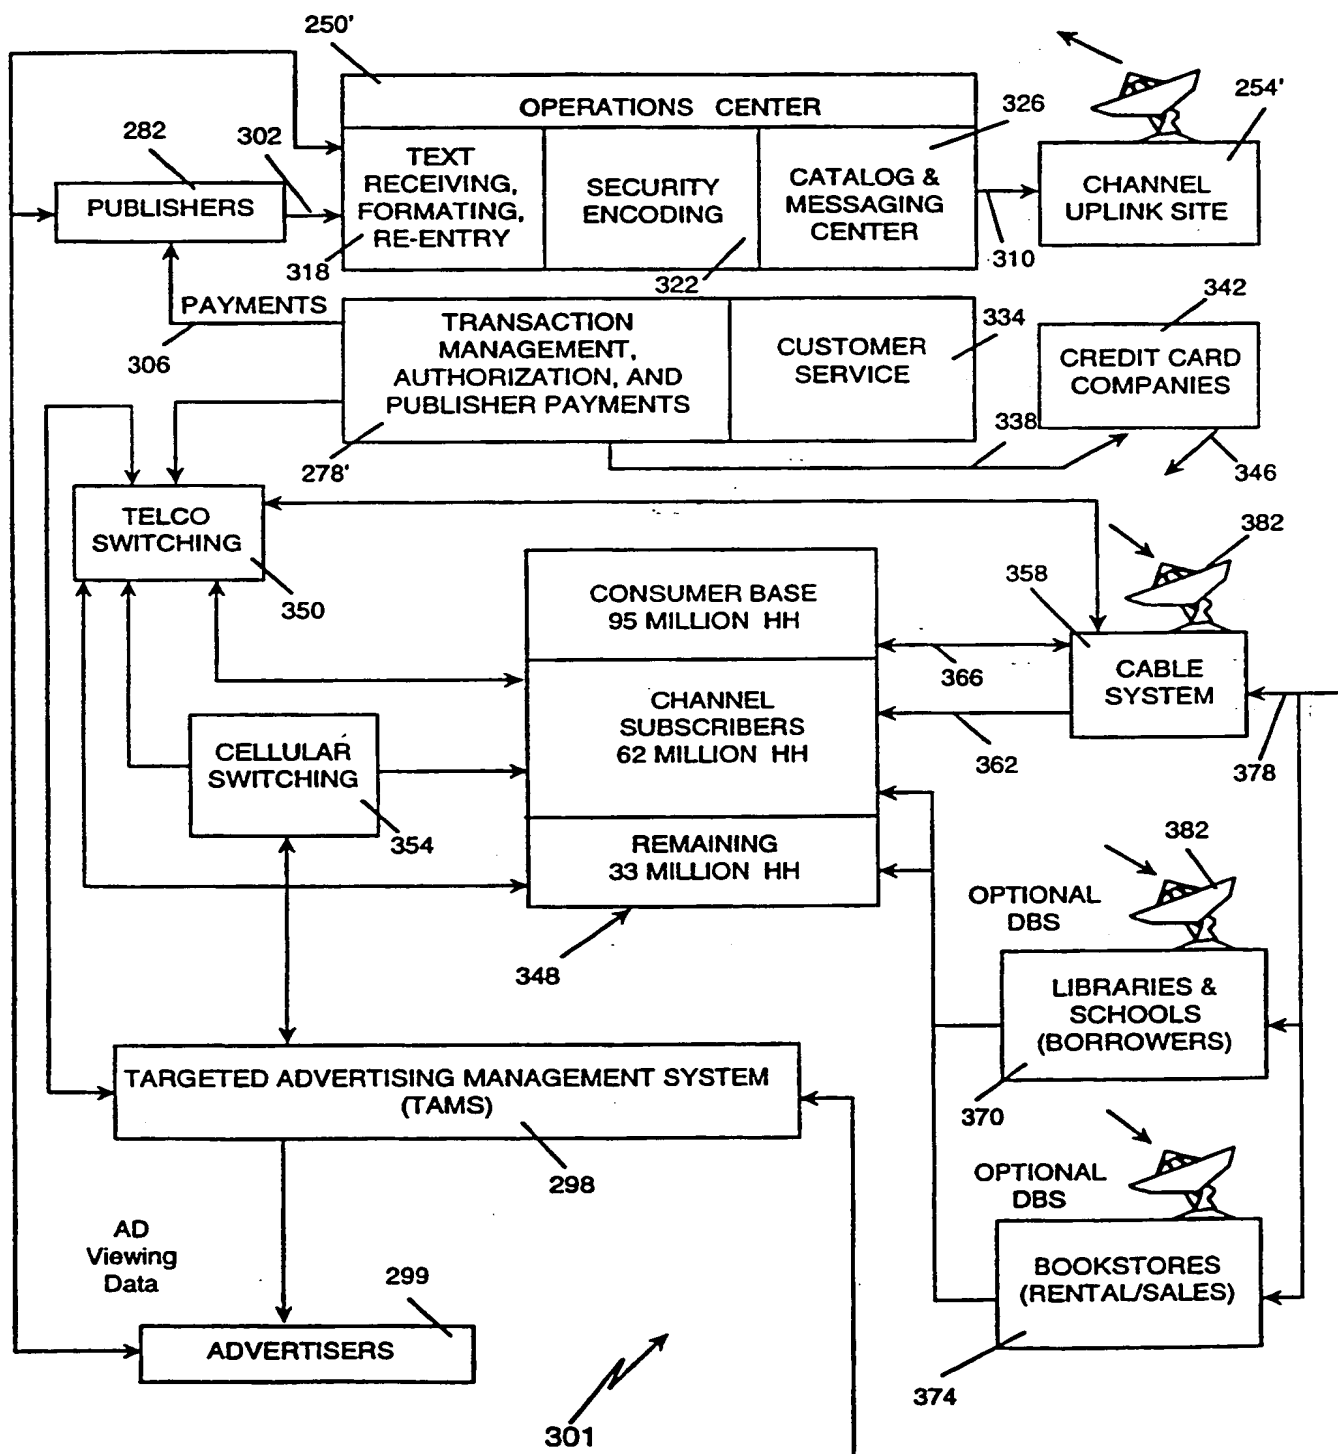 250'
OPERATIONS CENTER
326
254'
282
302
TEXT
RECEIVING,
FORMATING,
RE-ENTRY
318
SECURITY
ENCODING
322
CATALOG &
MESSAGING
CENTER
310
CHANNEL
UPLINK SITE
PUBLISHERS
PAYMENTS
306
TRANSACTION
MANAGEMENT,
AUTHORIZATION, AND
PUBLISHER PAYMENTS
278'
CUSTOMER
SERVICE
334
342
CREDIT CARD
COMPANIES
338
346
TELCO
SWITCHING
350
CONSUMER BASE
95 MILLION HH
358
382
366
CABLE
SYSTEM
CHANNEL
SUBSCRIBERS
62 MILLION HH
362
378
CELLULAR
SWITCHING
354
REMAINING
33 MILLION HH
348
382
OPTIONAL
DBS
LIBRARIES &
SCHOOLS
(BORROWERS)
370
TARGETED ADVERTISING MANAGEMENT SYSTEM
(TAMS)
298
OPTIONAL
DBS
BOOKSTORES
(RENTAL/SALES)
374
AD
Viewing
Data
299
ADVERTISERS
301